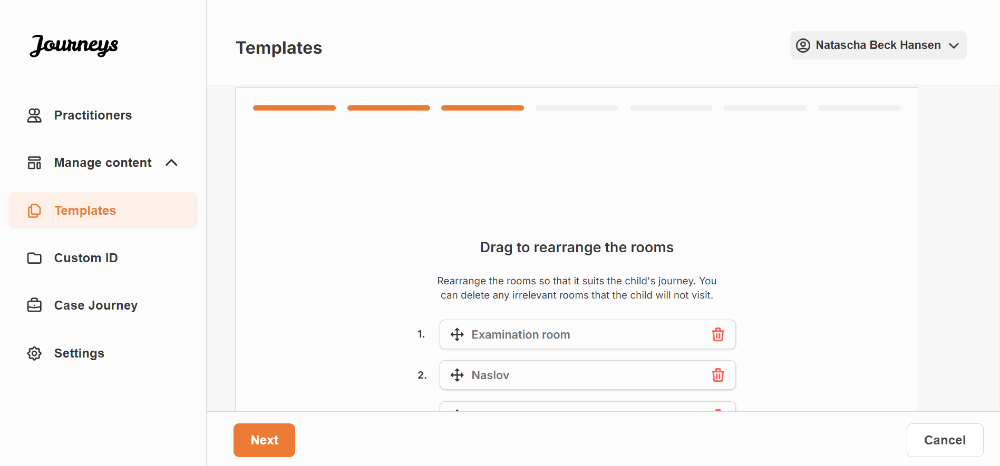 Journeys
Templates
Natascha Beck Hansen
Practitioners
Manage content
Templates
Custom ID
Case Journey
Settings
Drag to rearrange the rooms
Rearrange the rooms so that it suits the child's journey. You
can delete any irrelevant rooms that the child will not visit.
1. Examination room
2. Naslov
Next
Cancel